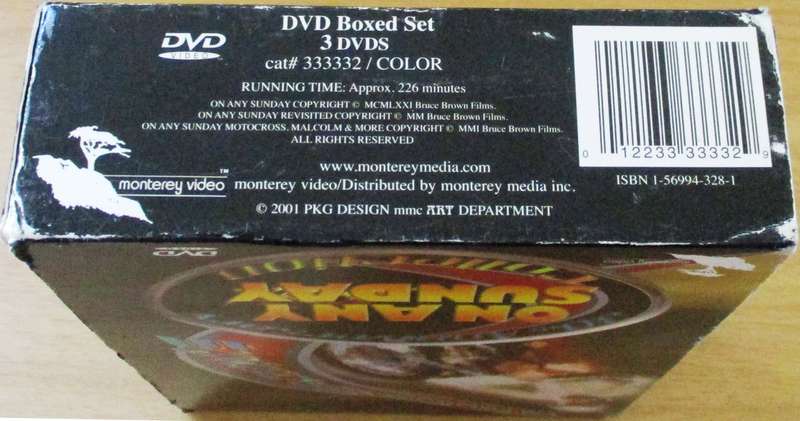 DVD
VIDEO
DVD Boxed Set
3 DVDS
cat# 333332 / COLOR
RUNNING TIME: Approx. 226 minutes
ON ANY SUNDAY COPYRIGHT © MCMLXXI Bruce Brown Films.
ON ANY SUNDAY REVISITED COPYRIGHT © MM Bruce Brown Films.
ON ANY SUNDAY MOTOCROSS, MALCOLM & MORE COPYRIGHT © MMI Bruce Brown Films.
ALL RIGHTS RESERVED
www.montereymedia.com
monterey video™ monterey video/Distributed by monterey media inc.
© 2001 PKG DESIGN mmc ART DEPARTMENT
0 12233 33332 9
ISBN 1-56994-328-1
DVD
ON ANY
SUNDAY